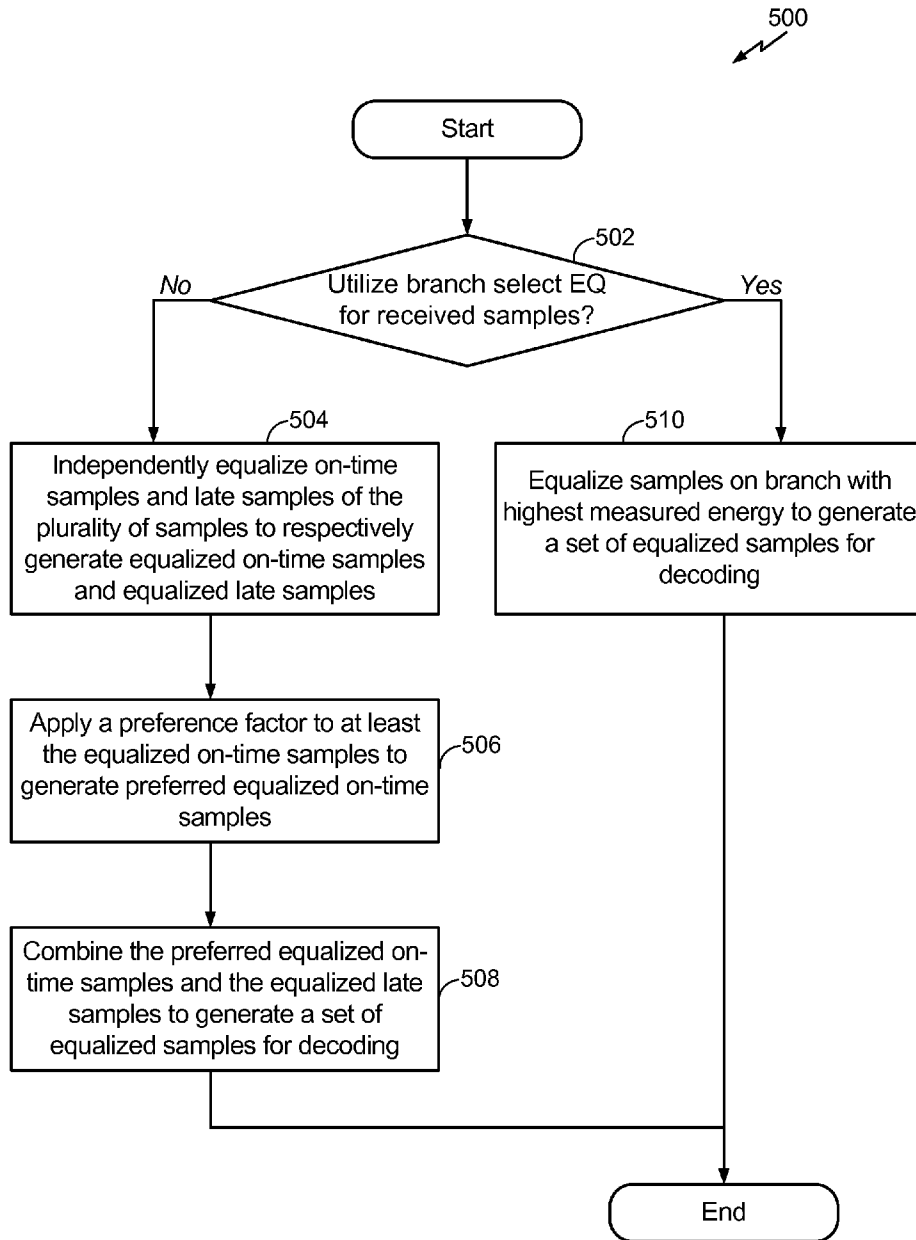 500
Start
502
Utilize branch select EQ
for received samples?
No
Yes
504
Independently equalize on-time
samples and late samples of the
plurality of samples to respectively
generate equalized on-time samples
and equalized late samples
510
Equalize samples on branch with
highest measured energy to generate
a set of equalized samples for
decoding
Apply a preference factor to at least
the equalized on-time samples to
generate preferred equalized on-time
samples
506
Combine the preferred equalized on-
time samples and the equalized late
samples to generate a set of
equalized samples for decoding
508
End